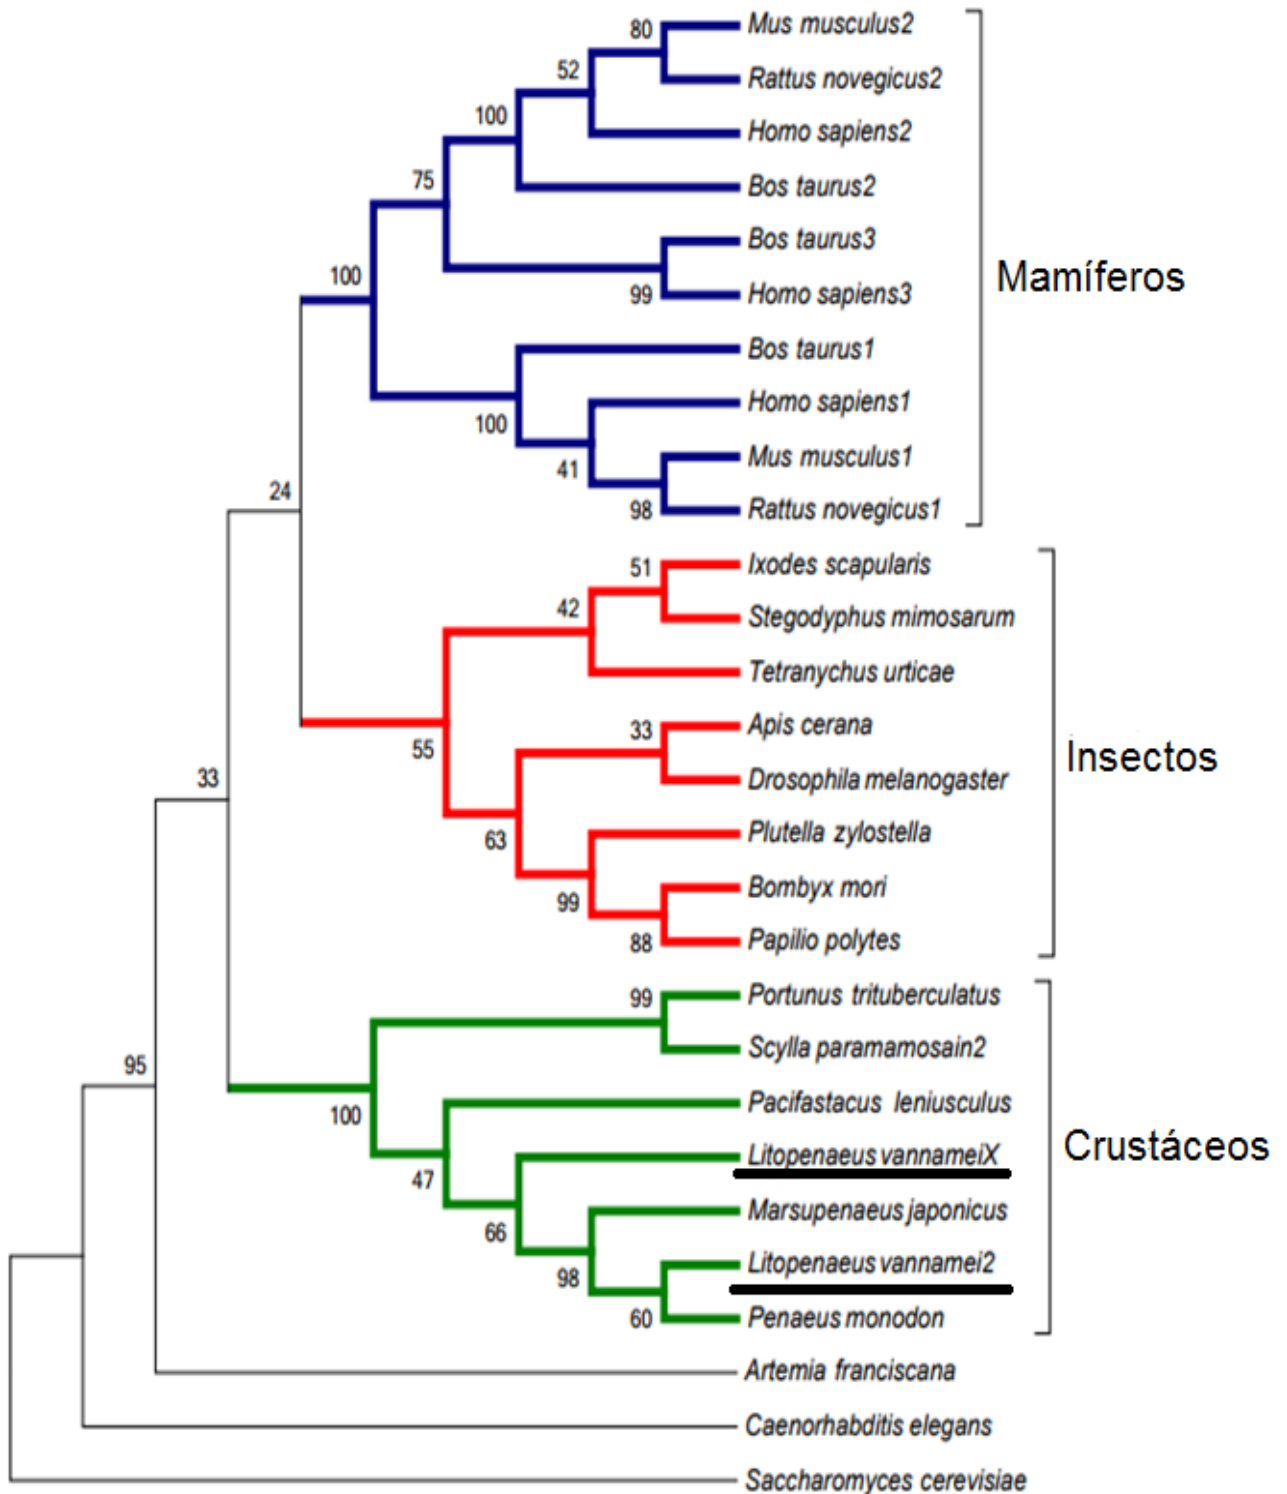 Mus musculus2
80
Rattus novegicus2
52
100
Homo sapiens2
75
Bos taurus2
Bos taurus3
100
Mamíferos
99
Homo sapiens3
Bos taurus1
Homo sapiens1
100
41
Mus musculus1
24
98
Rattus novegicus1
51
Ixodes scapularis
42
Stegodyphus mimosarum
Tetranychus urticae
33
Apis cerana
55
Insectos
33
Drosophila melanogaster
63
Plutella zylostella
99
Bombyx mori
88
Papilio polytes
99
Portunus trituberculatus
95
Scylla paramamosain2
100
Pacifastacus leniusculus
Crustáceos
47
Litopenaeus vannameiX
66
Marsupenaeus japonicus
98
Litopenaeus vannamei2
60
Penaeus monodon
Artemia franciscana
Caenorhabditis elegans
Saccharomyces cerevisiae